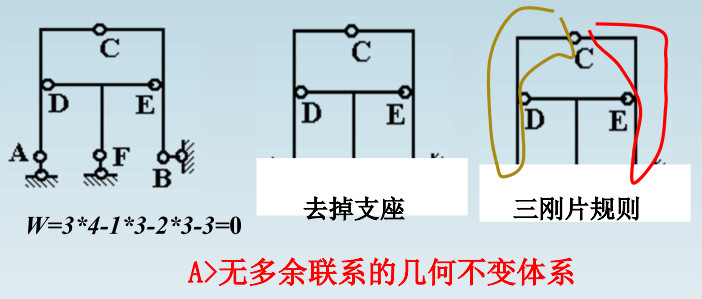 C
D E
A F B
W=3*4-1*3-2*3-3=0
C
D E
去掉支座
C
D E
三刚片规则
A>无多余联系的几何不变体系